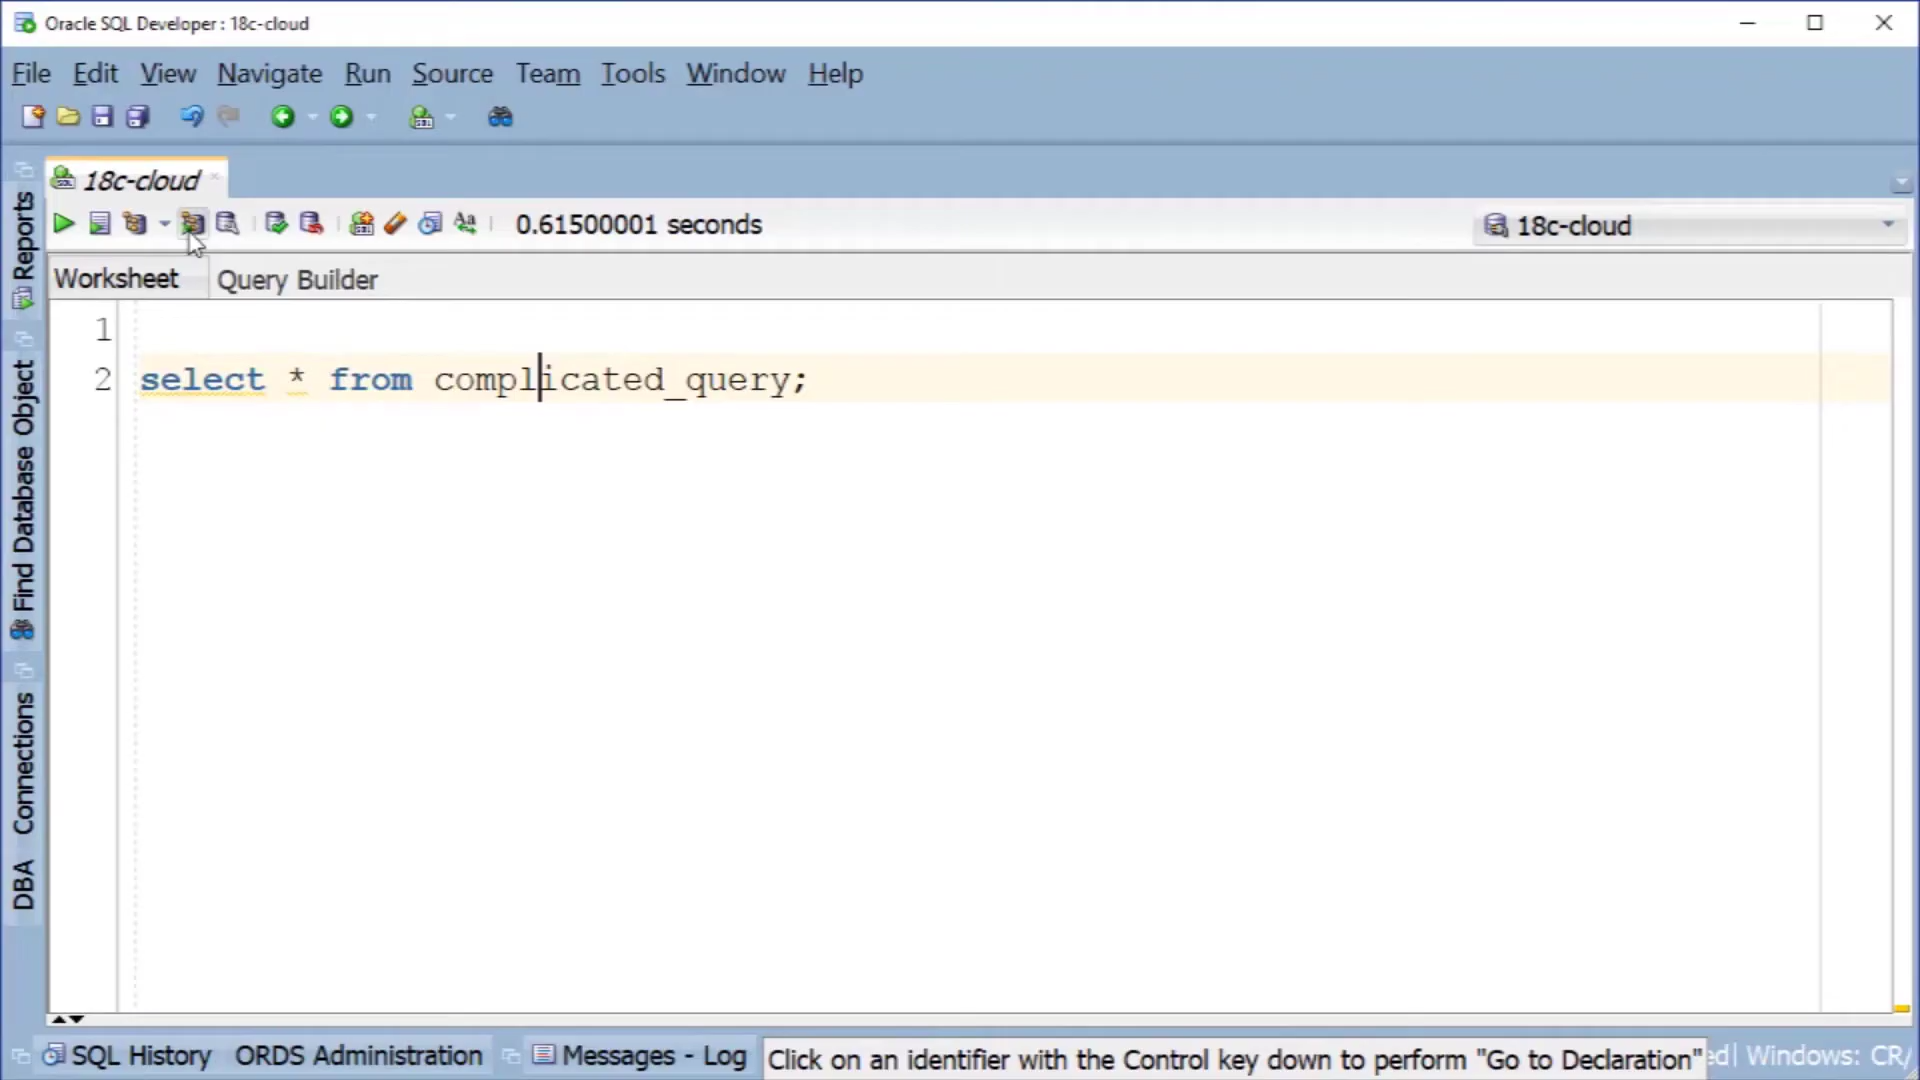 Oracle SQL Developer : 18c-cloud
File Edit View Navigate Run Source Team Tools Window Help
18c-cloud
0.61500001 seconds
18c-cloud
Worksheet Query Builder
1
2 select * from complicated_query;
Reports
Find Database Object
Connections
DBA
SQL History ORDS Administration Messages - Log Click on an identifier with the Control key down to perform "Go to Declaration" Windows: CR/